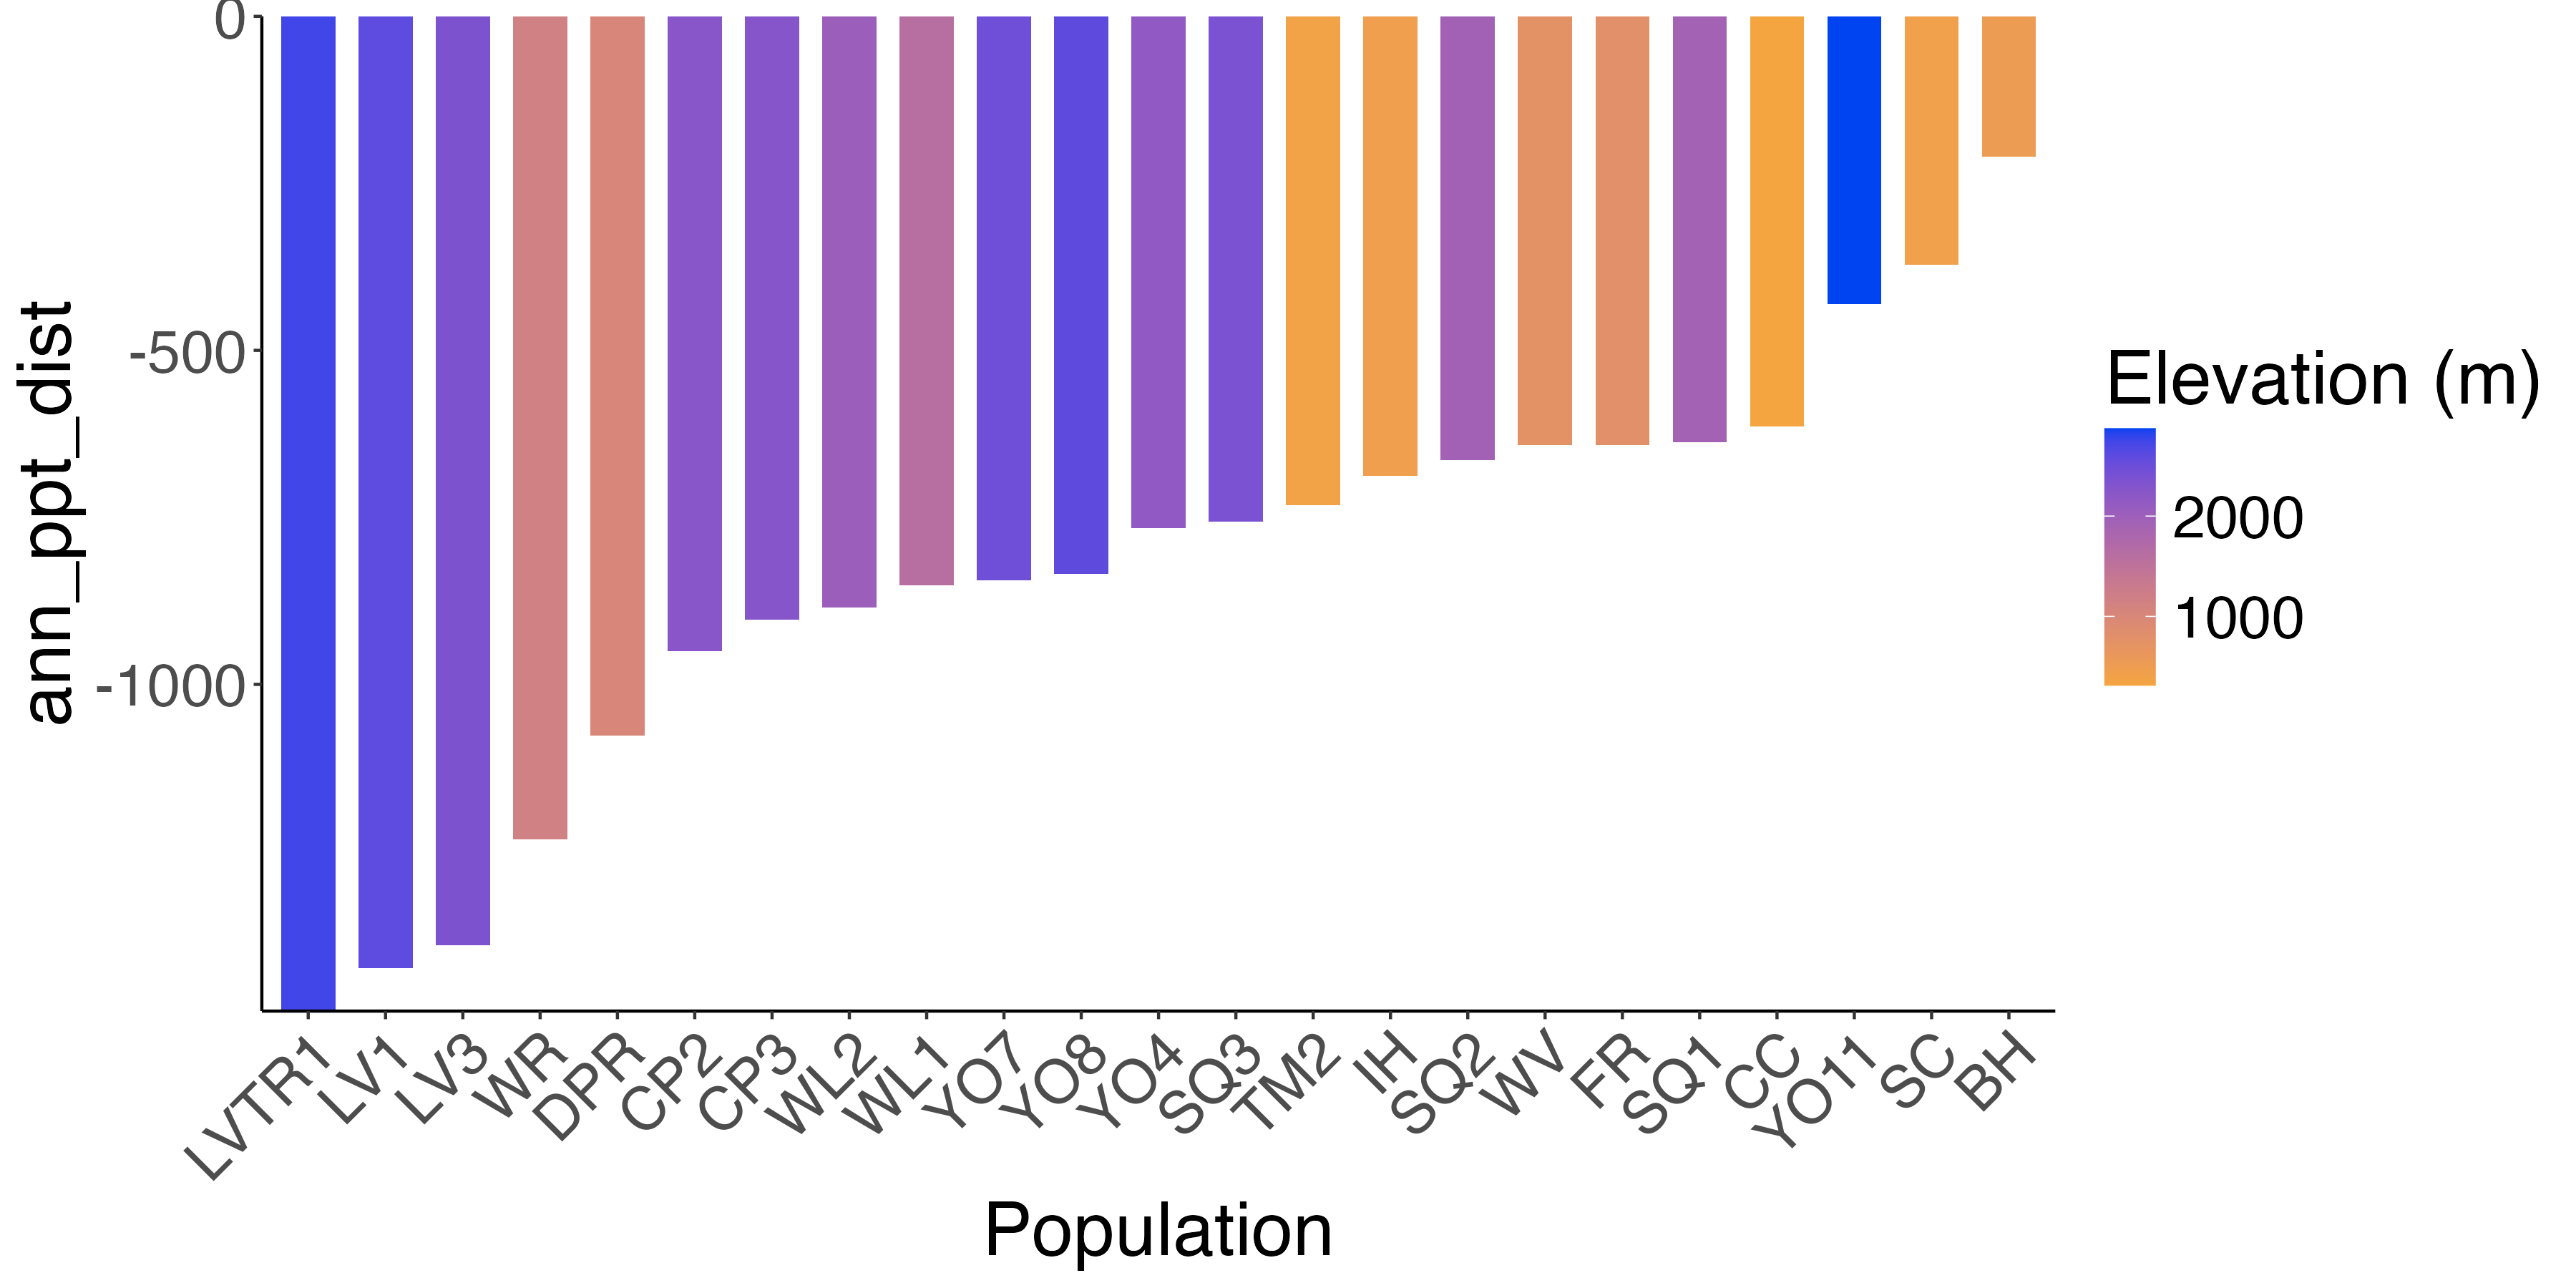 ann_ppt_dist
0
-500
-1000
LVTR1
LV1
LV3
WR
DPR
CP2
CP3
WL2
WL1
YO7
YO8
YO4
SQ3
TM2
IH
SQ2
WV
FR
SQ1
CC
YO11
SC
BH
Population
Elevation (m)
2000
1000